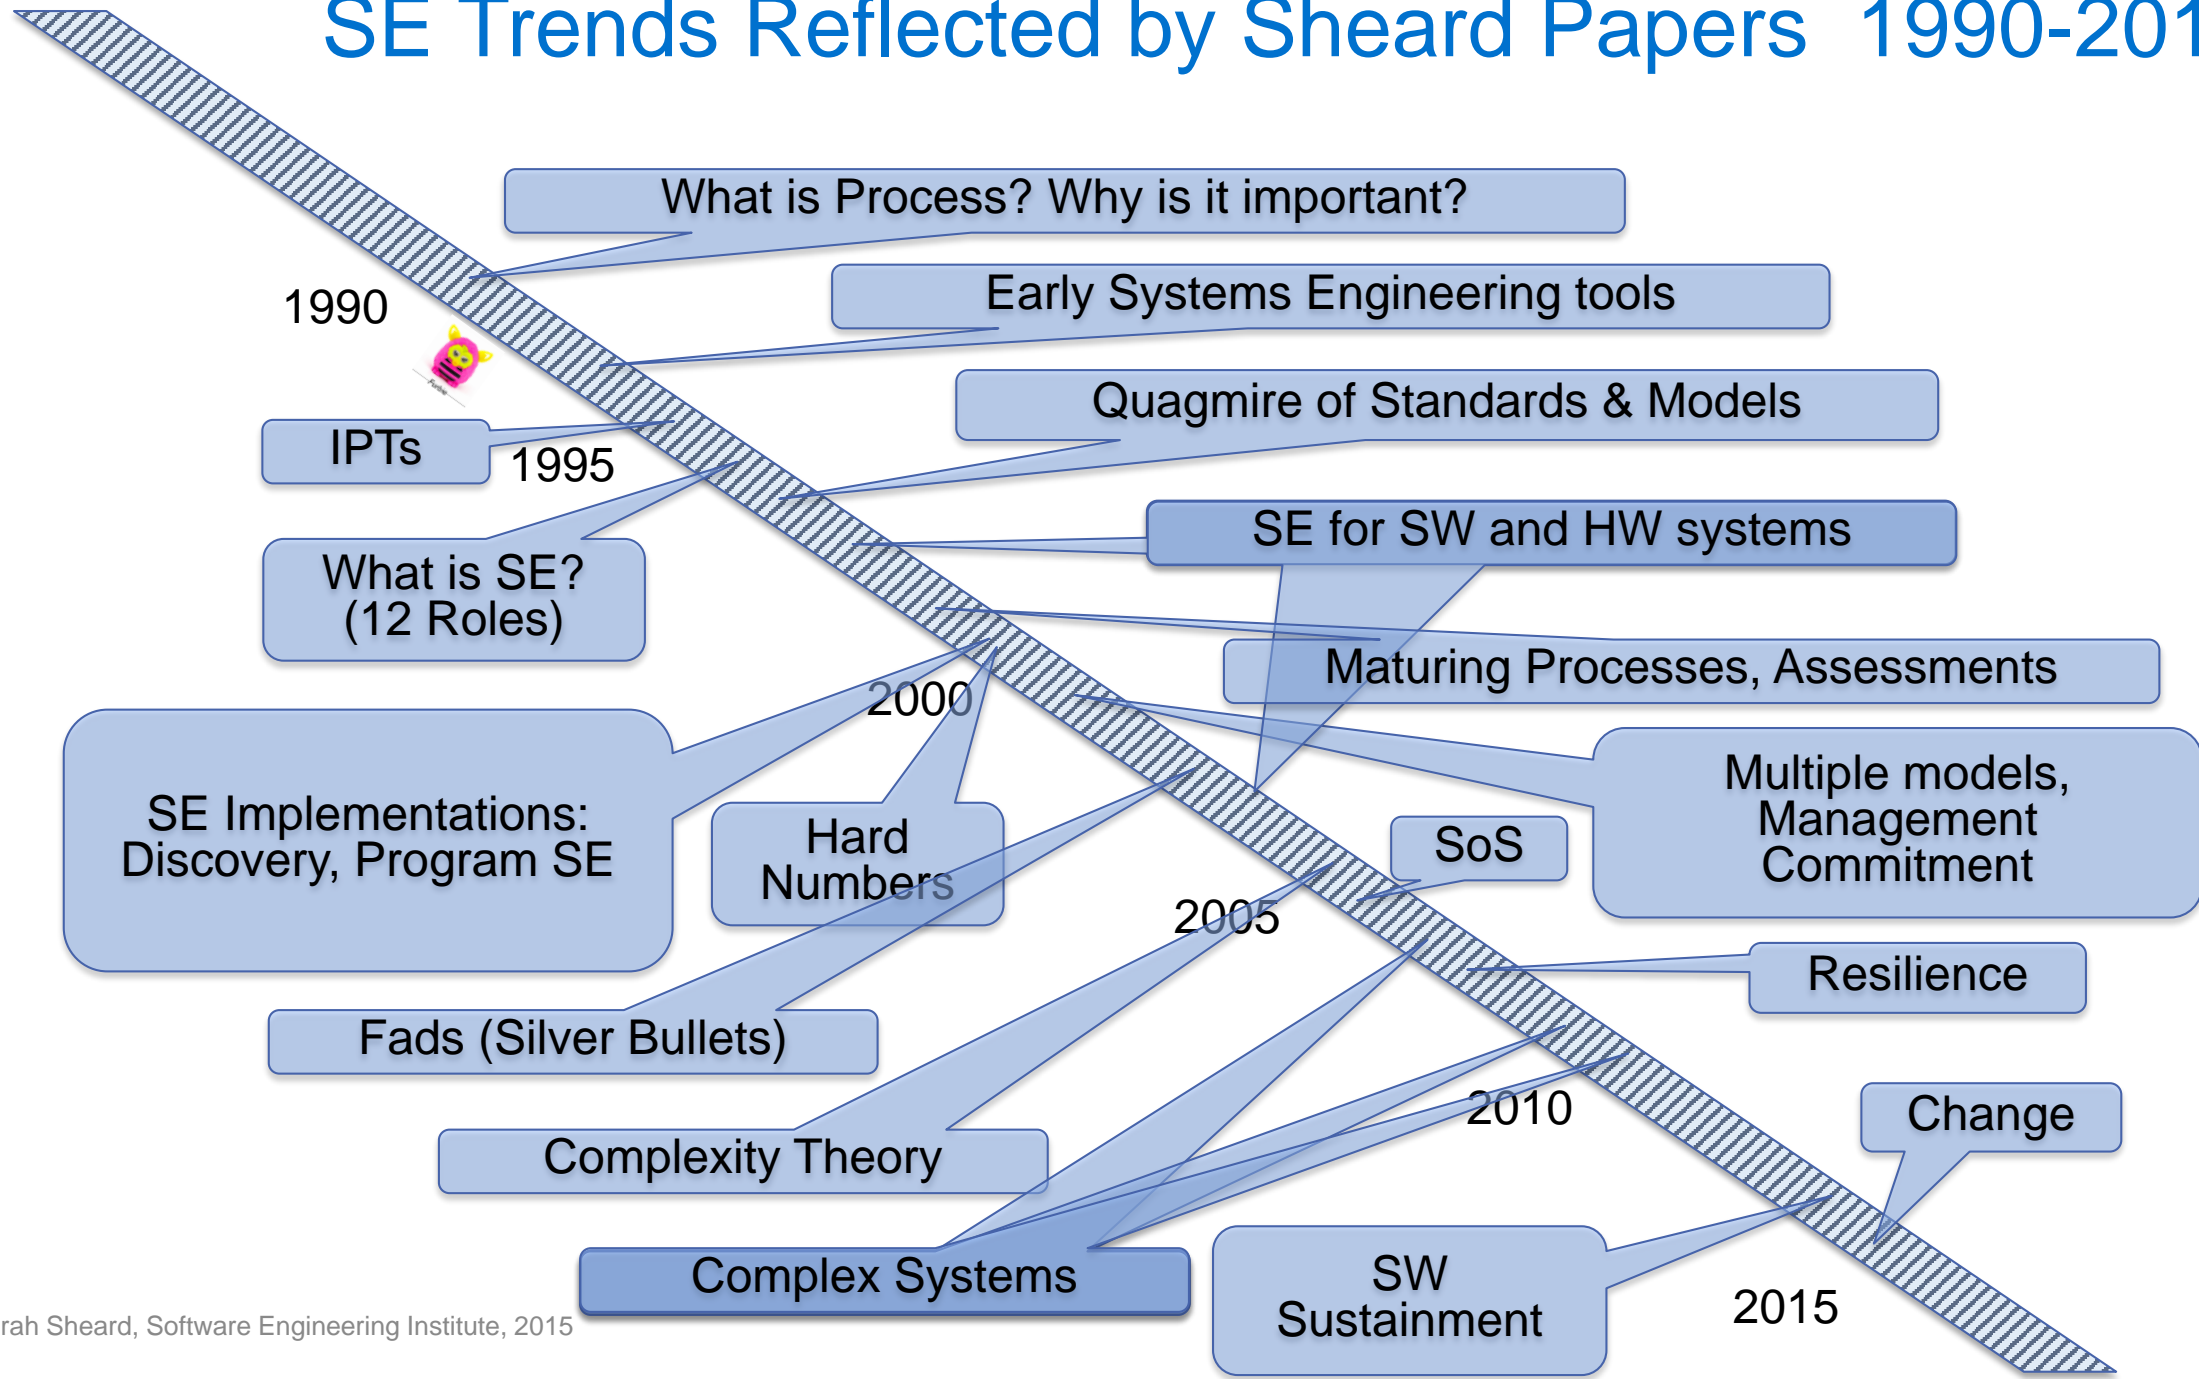 SE Trends Reflected by Sheard Papers 1990-201
What is Process? Why is it important?
Early Systems Engineering tools
1990
Quagmire of Standards & Models
IPTs
1995
SE for SW and HW systems
What is SE?
(12 Roles)
Maturing Processes, Assessments
2000
Multiple models,
Management
Commitment
SE Implementations:
Discovery, Program SE
Hard
Numbers
SoS
2005
Resilience
Fads (Silver Bullets)
2010
Change
Complexity Theory
Complex Systems
SW
Sustainment
2015
rah Sheard, Software Engineering Institute, 2015